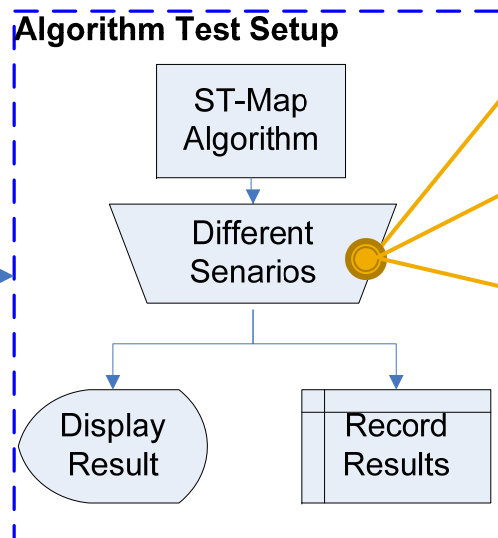 Algorithm Test Setup
ST-Map
Algorithm
Different
Senarios
Display
Result
Record
Results